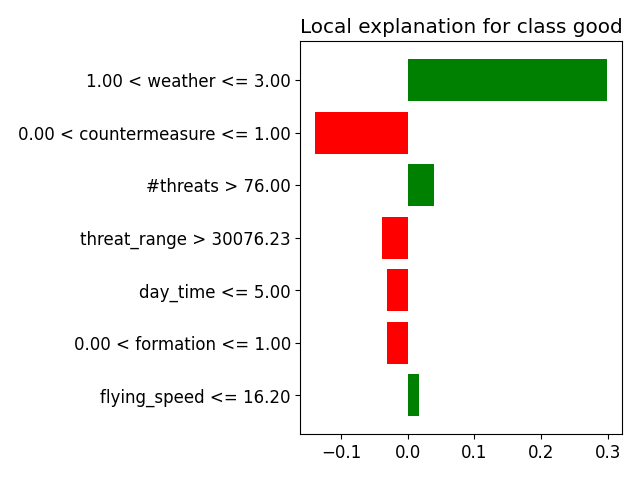 Local explanation for class good
1.00 < weather <= 3.00
0.00 < countermeasure <= 1.00
#threats > 76.00
threat_range > 30076.23
day_time <= 5.00
0.00 < formation <= 1.00
flying_speed <= 16.20
−0.1 0.0 0.1 0.2 0.3